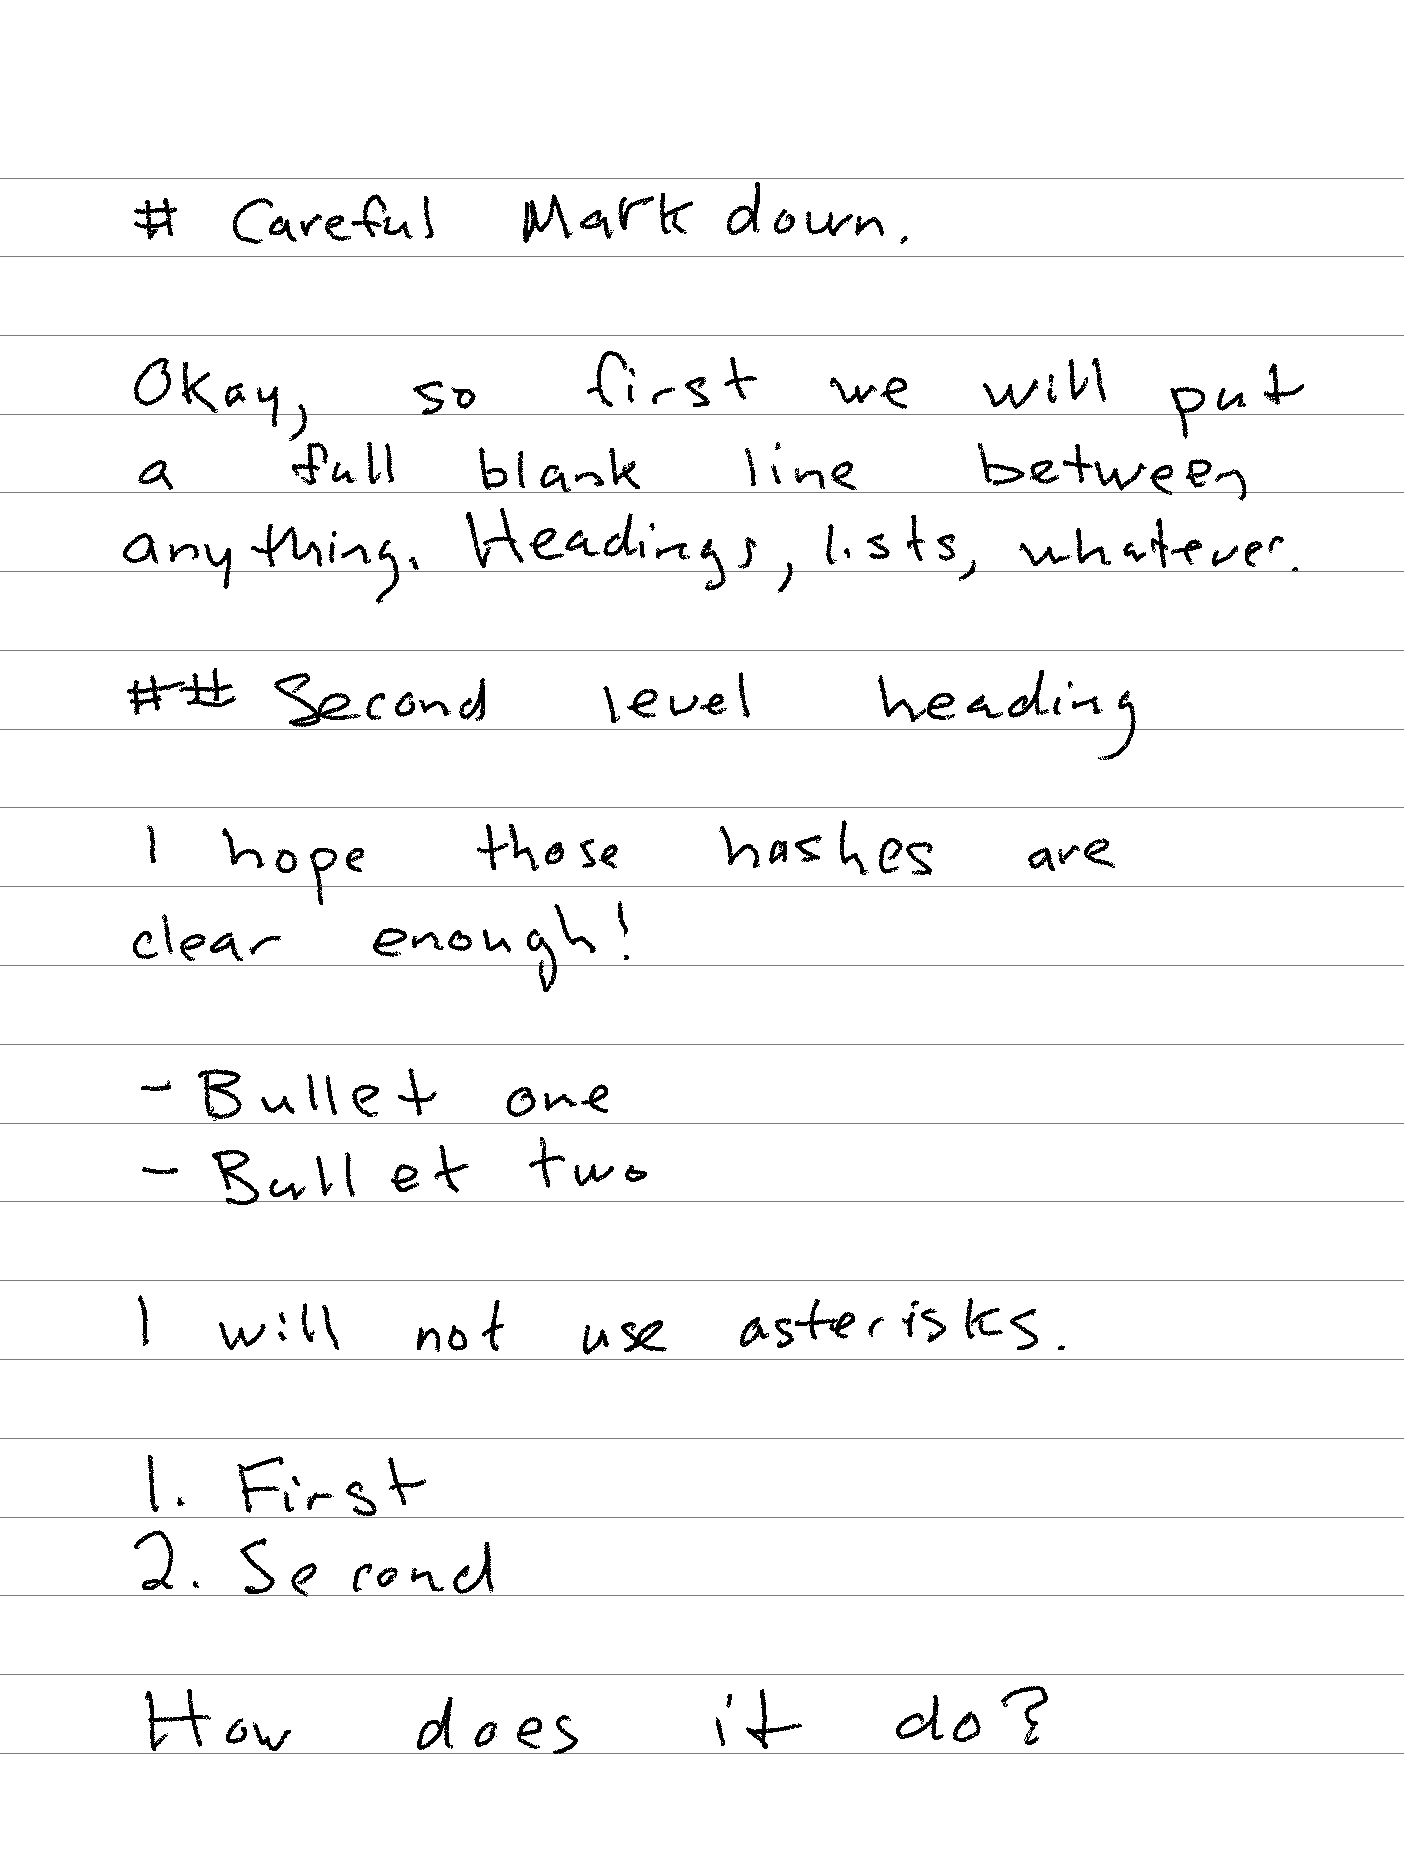 # Careful Markdown.
Okay, so first we will put
a full blank line between
anything. Headings, lists, whatever.
## Second level heading
I hope those hashes are
clear enough!
- Bullet one
- Bullet two
I will not use asterisks.
1. First
2. Second
How does it do?